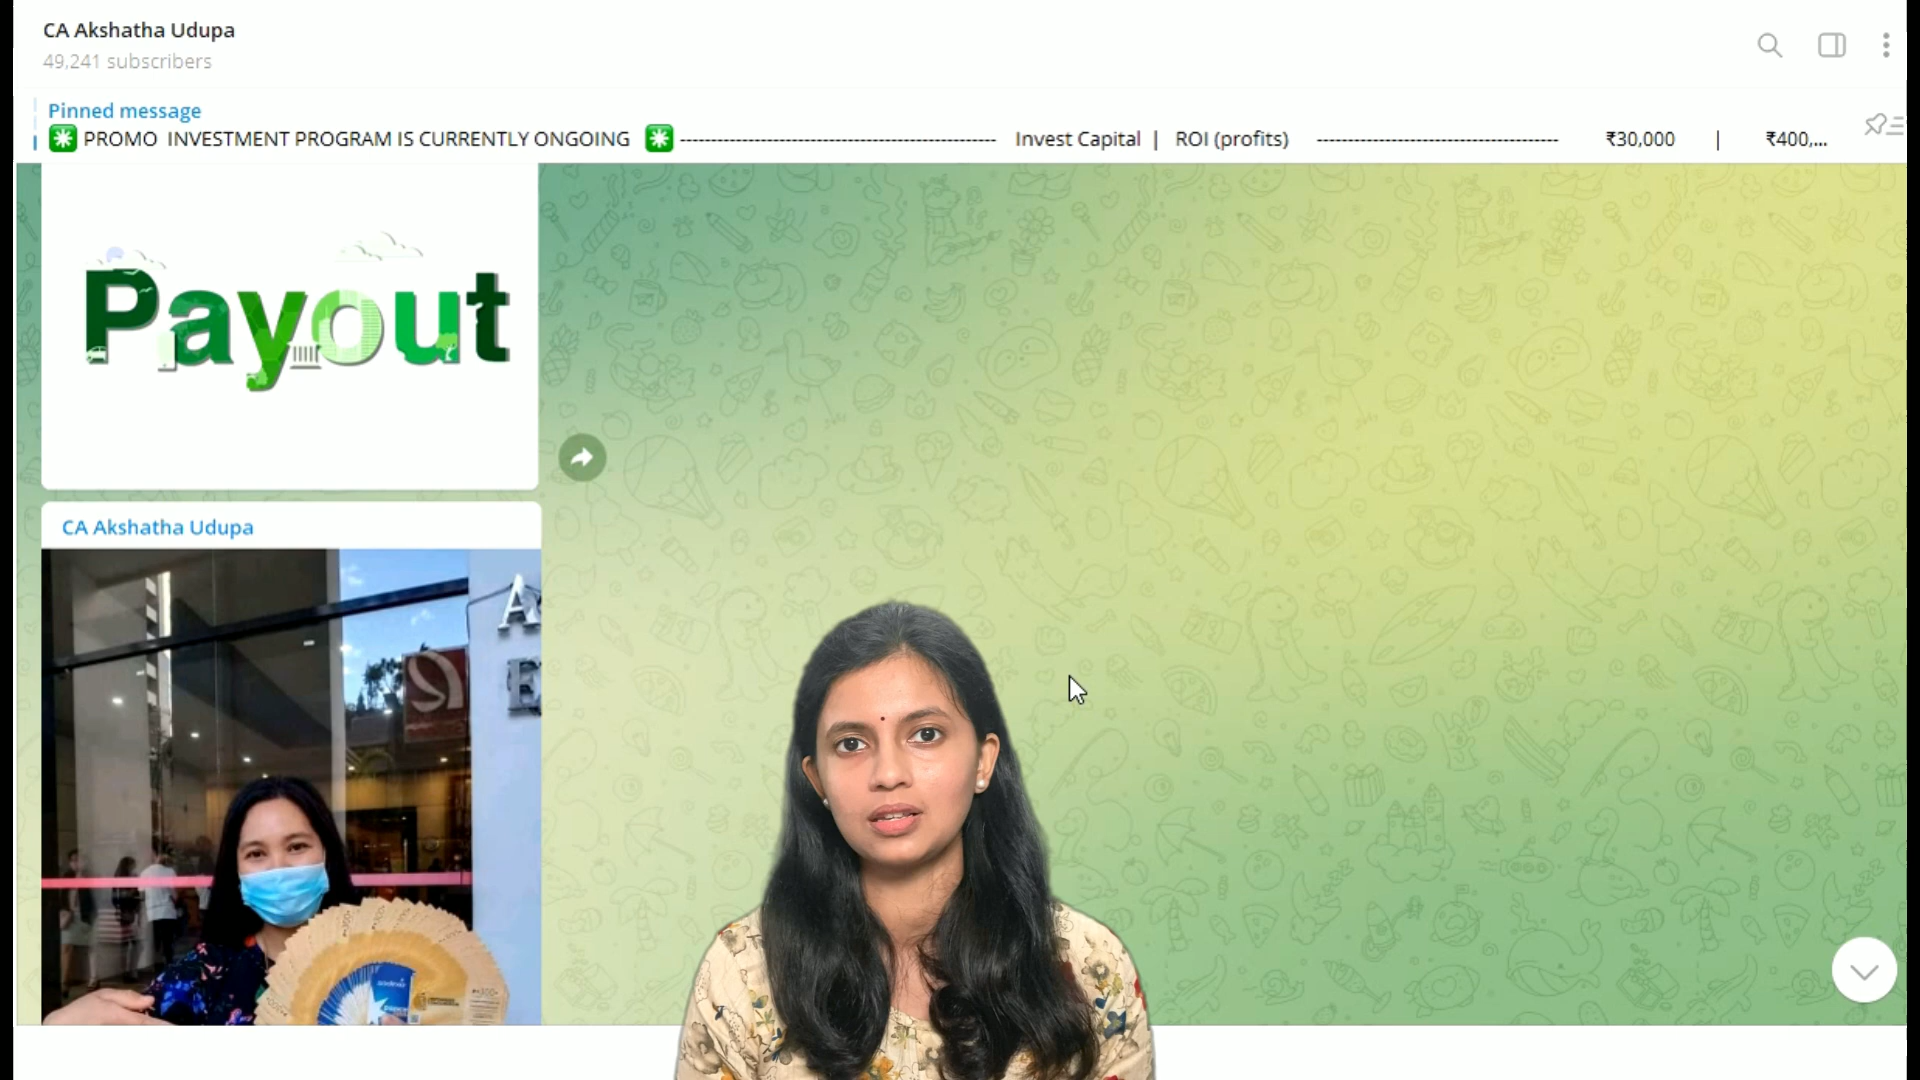 CA Akshatha Udupa
49,241 subscribers
Pinned message
PROMO INVESTMENT PROGRAM IS CURRENTLY ONGOING ---------------------------------------------- Invest Capital | ROI (profits) ----------------------------------- ₹30,000 | ₹400,...
Payout
CA Akshatha Udupa
A
E